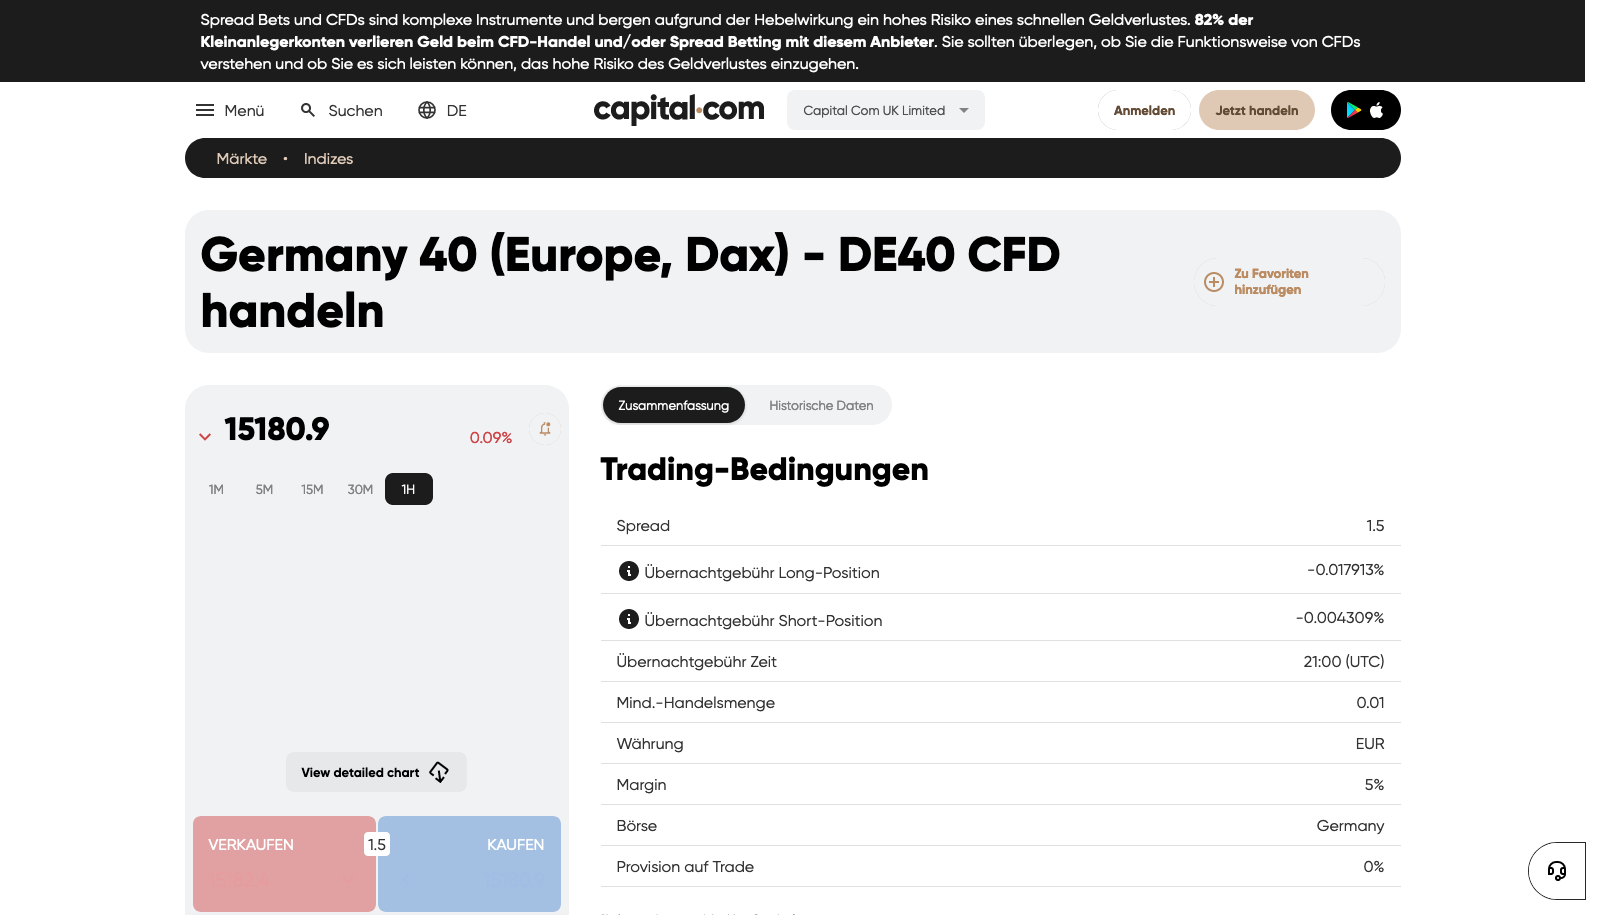 Spread Bets und CFDs sind komplexe Instrumente und bergen aufgrund der Hebelwirkung ein hohes Risiko eines schnellen Geldverlustes. 82% der
Kleinanlegerkonten verlieren Geld beim CFD-Handel und/oder Spread Betting mit diesem Anbieter. Sie sollten überlegen, ob Sie die Funktionsweise von CFDs
verstehen und ob Sie es sich leisten können, das hohe Risiko des Geldverlustes einzugehen.
Menü Suchen DE capital.com Capital Com UK Limited Anmelden Jetzt handeln
Märkte • Indizes
Germany 40 (Europe, Dax) - DE40 CFD
handeln
Zu Favoriten
hinzufügen
15180.9 0.09%
1M 5M 15M 30M 1H
View detailed chart
VERKAUFEN 1.5 KAUFEN
Zusammenfassung Historische Daten
Trading-Bedingungen
Spread 1.5
Übernachtgebühr Long-Position -0.017913%
Übernachtgebühr Short-Position -0.004309%
Übernachtgebühr Zeit 21:00 (UTC)
Mind.-Handelsmenge 0.01
Währung EUR
Margin 5%
Börse Germany
Provision auf Trade 0%